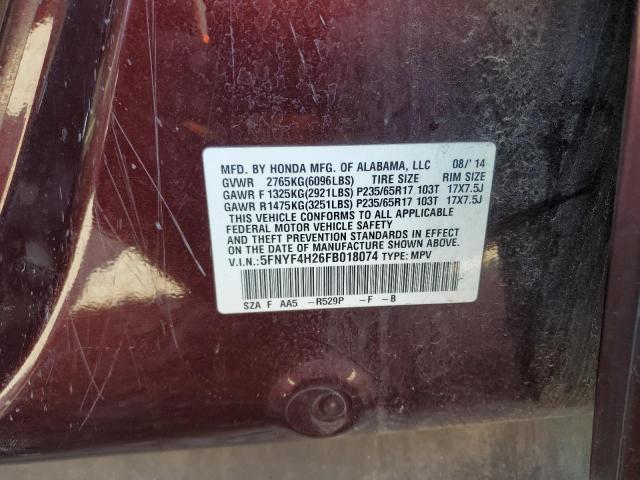 MFD. BY HONDA MFG. OF ALABAMA, LLC 08/'14
GVWR 2765KG(6096LBS) TIRE SIZE RIM SIZE
GAWR F 1325KG(2921LBS) P235/65R17 103T 17X7.5J
GAWR R1475KG(3251LBS) P235/65R17 103T 17X7.5J
THIS VEHICLE CONFORMS TO ALL APPLICABLE
FEDERAL MOTOR VEHICLE SAFETY
AND THEFT PREVENTION STANDARDS IN EFFECT
ON THE DATE OF MANUFACTURE SHOWN ABOVE.
V.I.N.: 5FNYF4H26FB018074 TYPE: MPV
SZA F AA5 -R529P -F -B